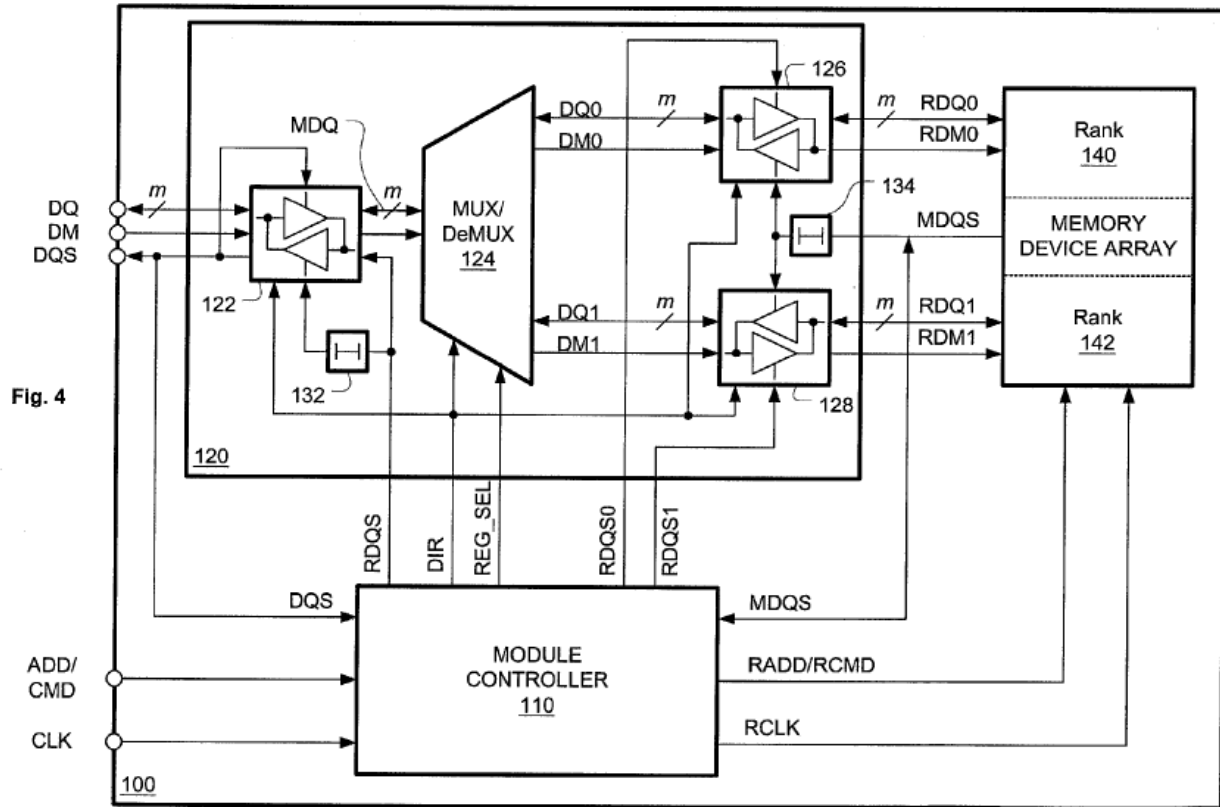 126
m
DQ0
DM0
m
RDQ0
RDM0
Rank
140
MDQ
m
DQ
DM
DQS
m
122
MUX/
DeMUX
124
134
MDQS
MEMORY
DEVICE ARRAY
132
DQ1
DM1
m
m
RDQ1
RDM1
Rank
142
128
Fig. 4
120
RDQS
DIR
REG_SEL
RDQS0
RDQS1
DQS
MDQS
MODULE
CONTROLLER
110
ADD/
CMD
RADD/RCMD
CLK
RCLK
100